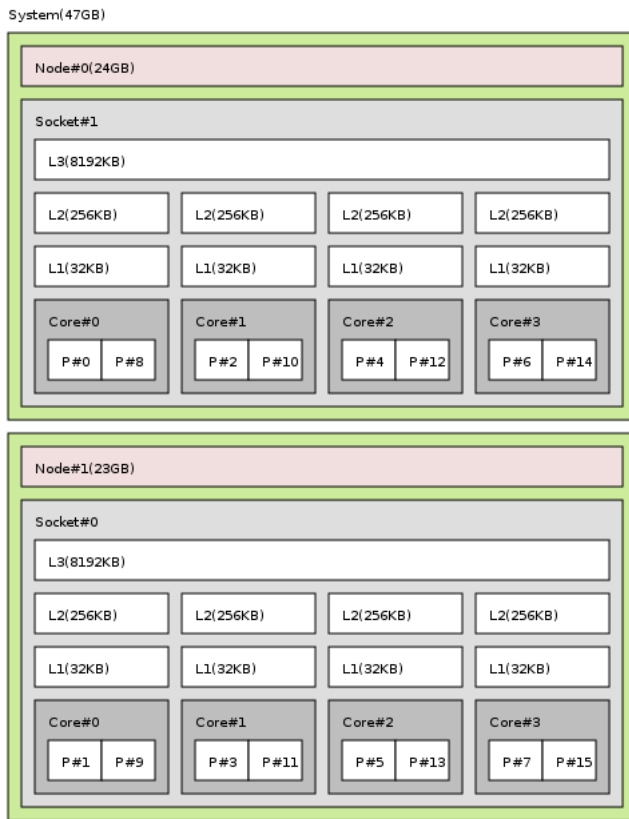 System(47GB)
Node#0(24GB)
Socket#1
L3(8192KB)
L2(256KB) L2(256KB) L2(256KB) L2(256KB)
L1(32KB) L1(32KB) L1(32KB) L1(32KB)
Core#0 Core#1 Core#2 Core#3
P#0 P#8 P#2 P#10 P#4 P#12 P#6 P#14
Node#1(23GB)
Socket#0
L3(8192KB)
L2(256KB) L2(256KB) L2(256KB) L2(256KB)
L1(32KB) L1(32KB) L1(32KB) L1(32KB)
Core#0 Core#1 Core#2 Core#3
P#1 P#9 P#3 P#11 P#5 P#13 P#7 P#15